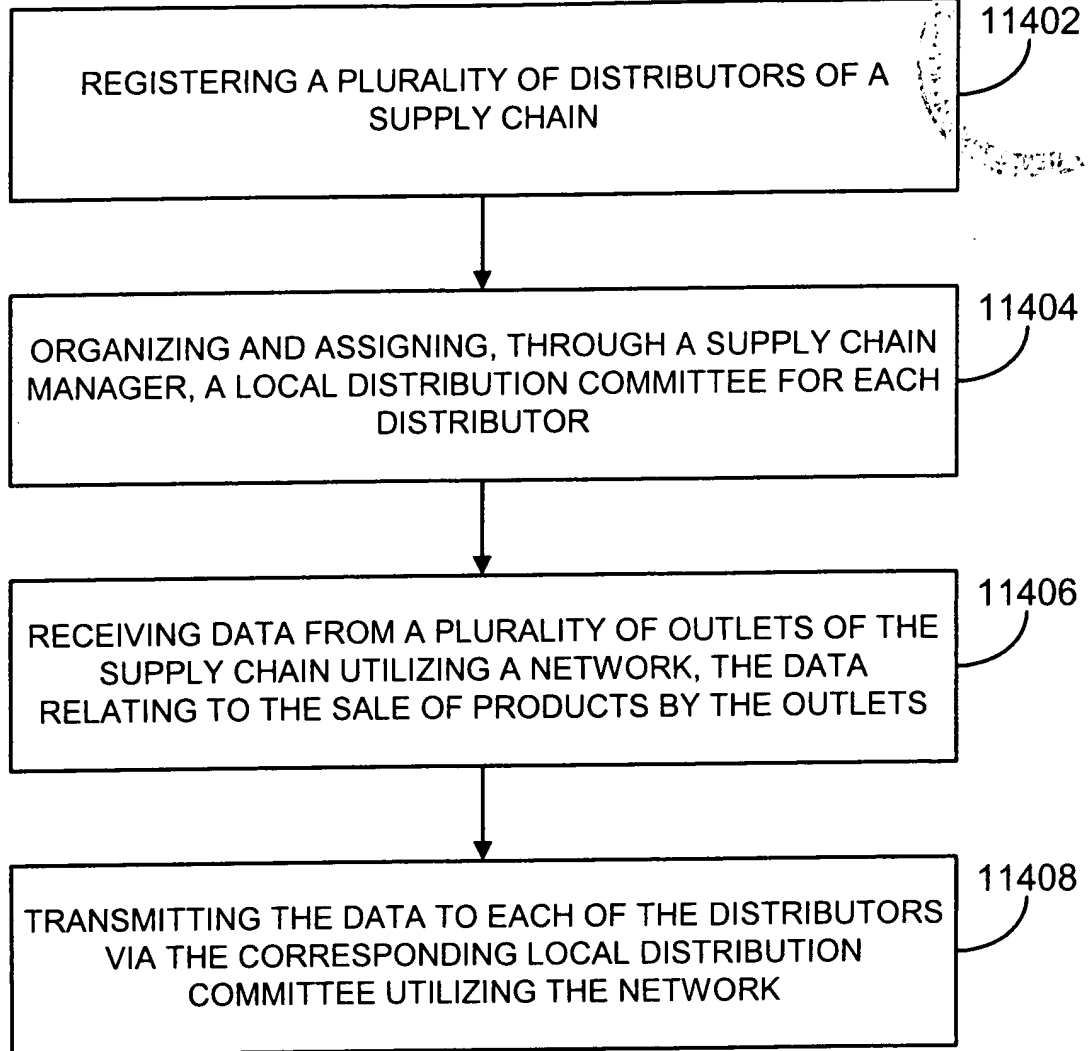 11402
REGISTERING A PLURALITY OF DISTRIBUTORS OF A
SUPPLY CHAIN
11404
ORGANIZING AND ASSIGNING, THROUGH A SUPPLY CHAIN
MANAGER, A LOCAL DISTRIBUTION COMMITTEE FOR EACH
DISTRIBUTOR
11406
RECEIVING DATA FROM A PLURALITY OF OUTLETS OF THE
SUPPLY CHAIN UTILIZING A NETWORK, THE DATA
RELATING TO THE SALE OF PRODUCTS BY THE OUTLETS
11408
TRANSMITTING THE DATA TO EACH OF THE DISTRIBUTORS
VIA THE CORRESPONDING LOCAL DISTRIBUTION
COMMITTEE UTILIZING THE NETWORK